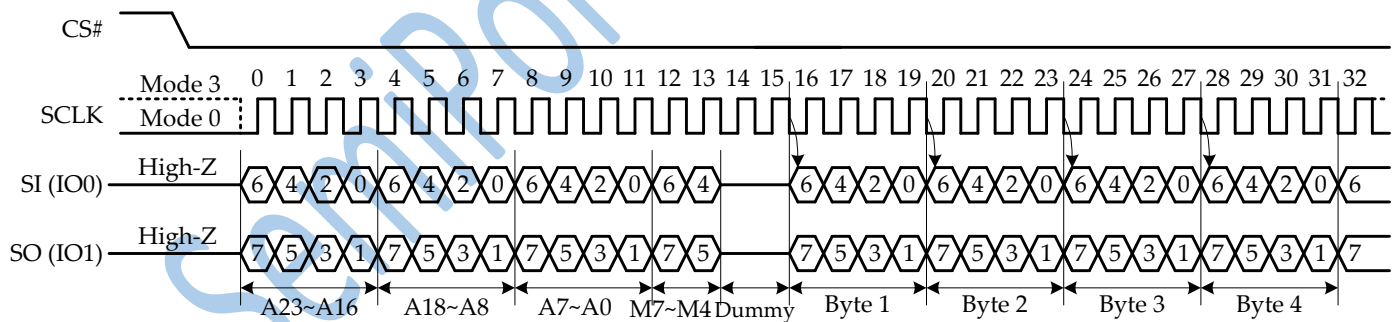 CS#
Mode 3 0 1 2 3 4 5 6 7 8 9 10 11 12 13 14 15 16 17 18 19 20 21 22 23 24 25 26 27 28 29 30 31 32
SCLK
Mode 0
High-Z
SI (IO0) 6 4 2 0 6 4 2 0 6 4 2 0 6 4 6 4 2 0 6 4 2 0 6 4 2 0 6 4 2 0 6
High-Z
SO (IO1) 7 5 3 1 7 5 3 1 7 5 3 1 7 5 7 5 3 1 7 5 3 1 7 5 3 1 7 5 3 1 7
A23~A16 A18~A8 A7~A0 M7~M4 Dummy Byte 1 Byte 2 Byte 3 Byte 4